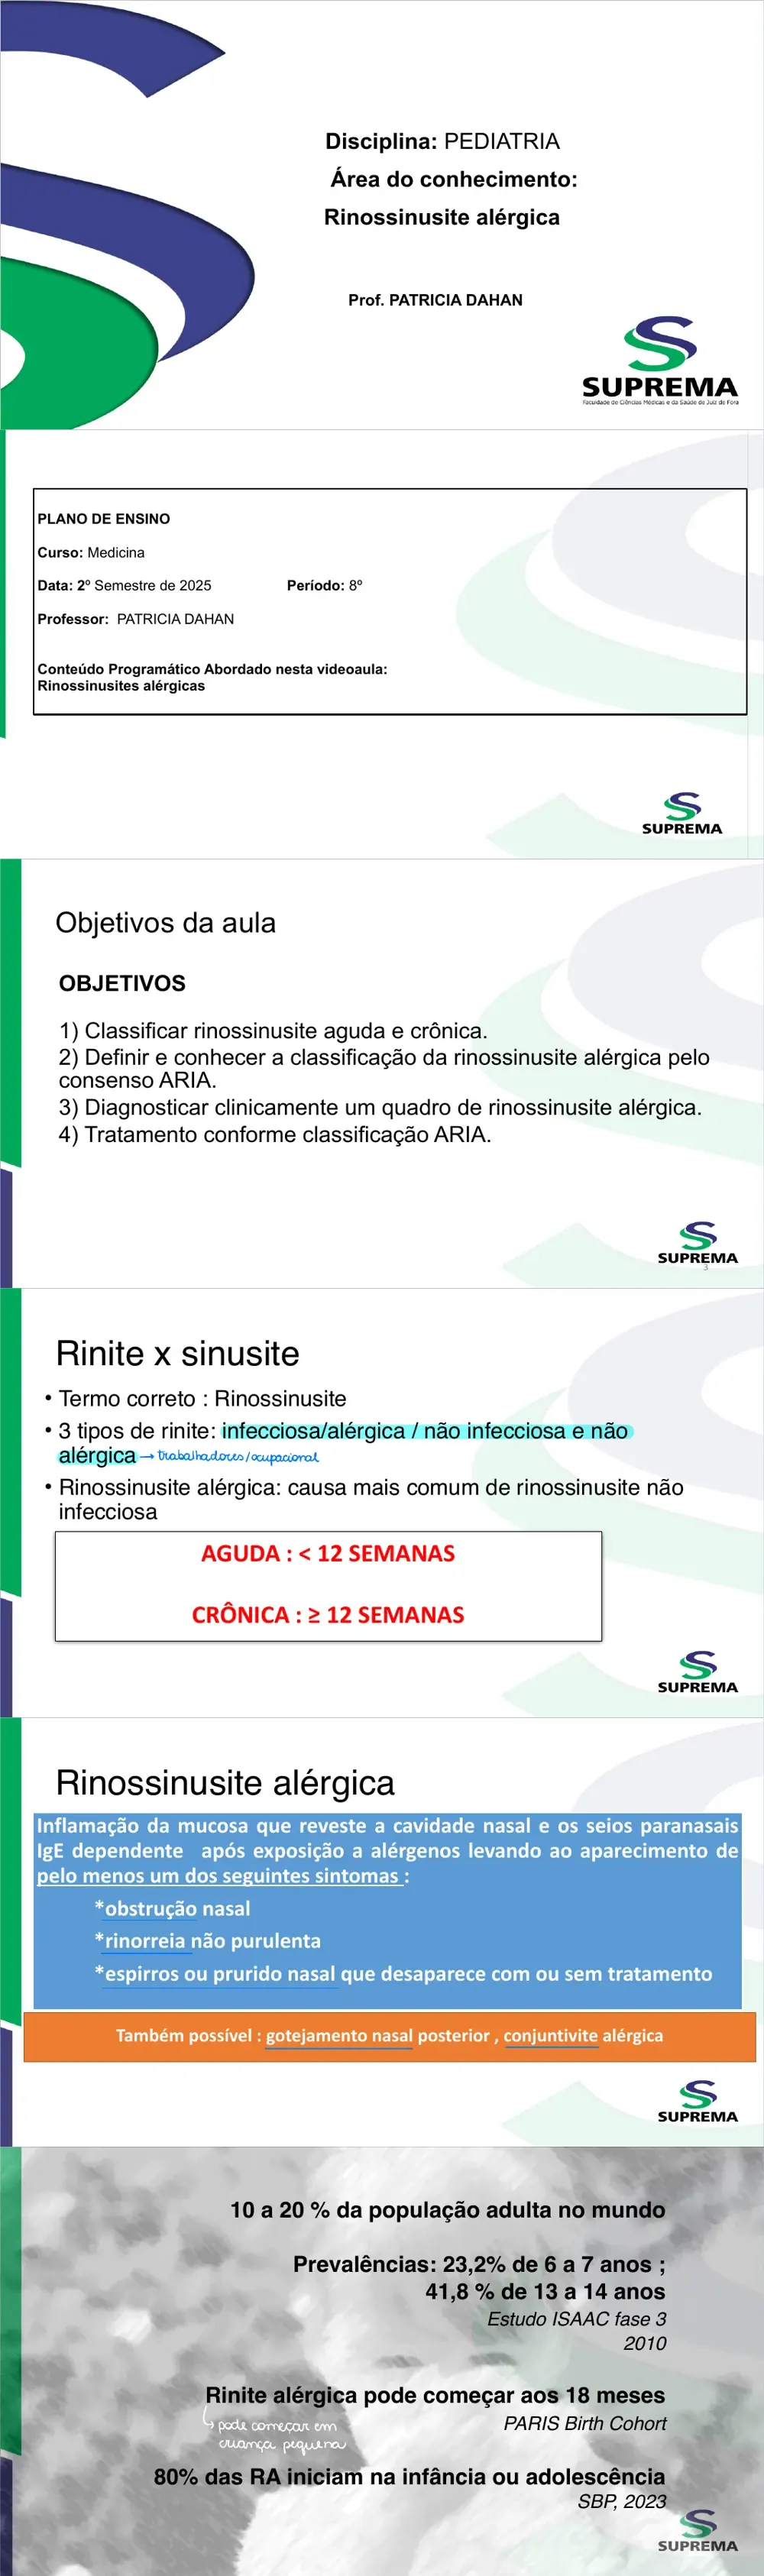 Disciplina: PEDIATRIA
Área do conhecimento:
Rinossinusite alérgica
Prof. PATRICIA DAHAN
SUPREMA
Faculdade de Ciências Médicas e da Saúde de Juiz de Fora
PLANO DE ENSINO
Curso: Medicina
Data: 2º Semestre de 2025 Período: 8º
Professor: PATRICIA DAHAN
Conteúdo Programático Abordado nesta videoaula:
Rinossinusites alérgicas
SUPREMA
Objetivos da aula
OBJETIVOS
1) Classificar rinossinusite aguda e crônica.
2) Definir e conhecer a classificação da rinossinusite alérgica pelo
consenso ARIA.
3) Diagnosticar clinicamente um quadro de rinossinusite alérgica.
4) Tratamento conforme classificação ARIA.
SUPREMA
3
Rinite x sinusite
• Termo correto : Rinossinusite
• 3 tipos de rinite: infecciosa/alérgica / não infecciosa e não
alérgica → trabalhadores/ocupacional
• Rinossinusite alérgica: causa mais comum de rinossinusite não
infecciosa
AGUDA : < 12 SEMANAS
CRÔNICA : ≥ 12 SEMANAS
SUPREMA
Rinossinusite alérgica
Inflamação da mucosa que reveste a cavidade nasal e os seios paranasais
IgE dependente após exposição a alérgenos levando ao aparecimento de
pelo menos um dos seguintes sintomas :
*obstrução nasal
*rinorreia não purulenta
*espirros ou prurido nasal que desaparece com ou sem tratamento
Também possível : gotejamento nasal posterior , conjuntivite alérgica
SUPREMA
10 a 20 % da população adulta no mundo
Prevalências: 23,2% de 6 a 7 anos ;
41,8 % de 13 a 14 anos
Estudo ISAAC fase 3
2010
Rinite alérgica pode começar aos 18 meses
PARIS Birth Cohort
↳ pode começar em
criança pequena
80% das RA iniciam na infância ou adolescência
SBP, 2023
SUPREMA